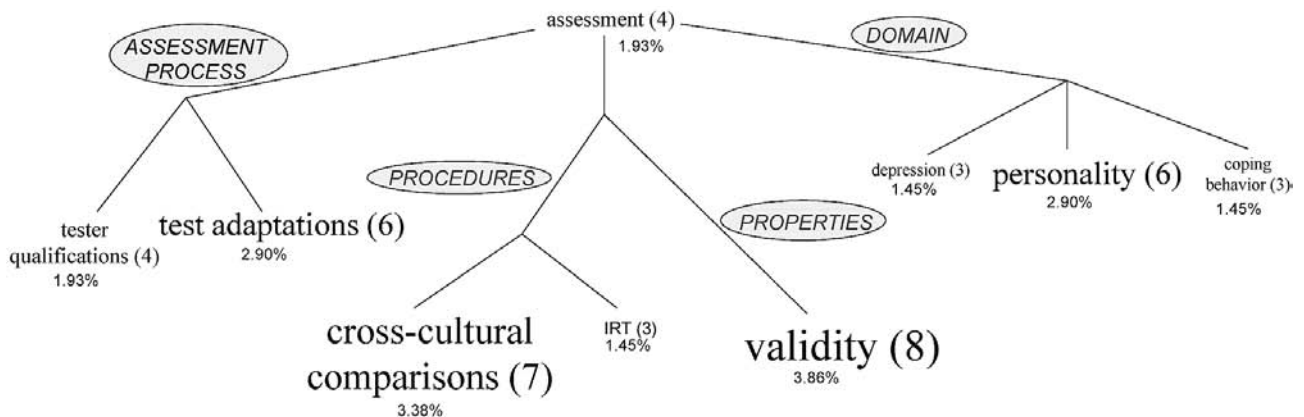 assessment (4)
1.93%
ASSESSMENT
PROCESS
DOMAIN
PROCEDURES
PROPERTIES
tester
qualifications (4)
1.93%
test adaptations (6)
2.90%
cross-cultural
comparisons (7)
3.38%
IRT (3)
1.45%
validity (8)
3.86%
depression (3)
1.45%
personality (6)
2.90%
coping
behavior (3)
1.45%